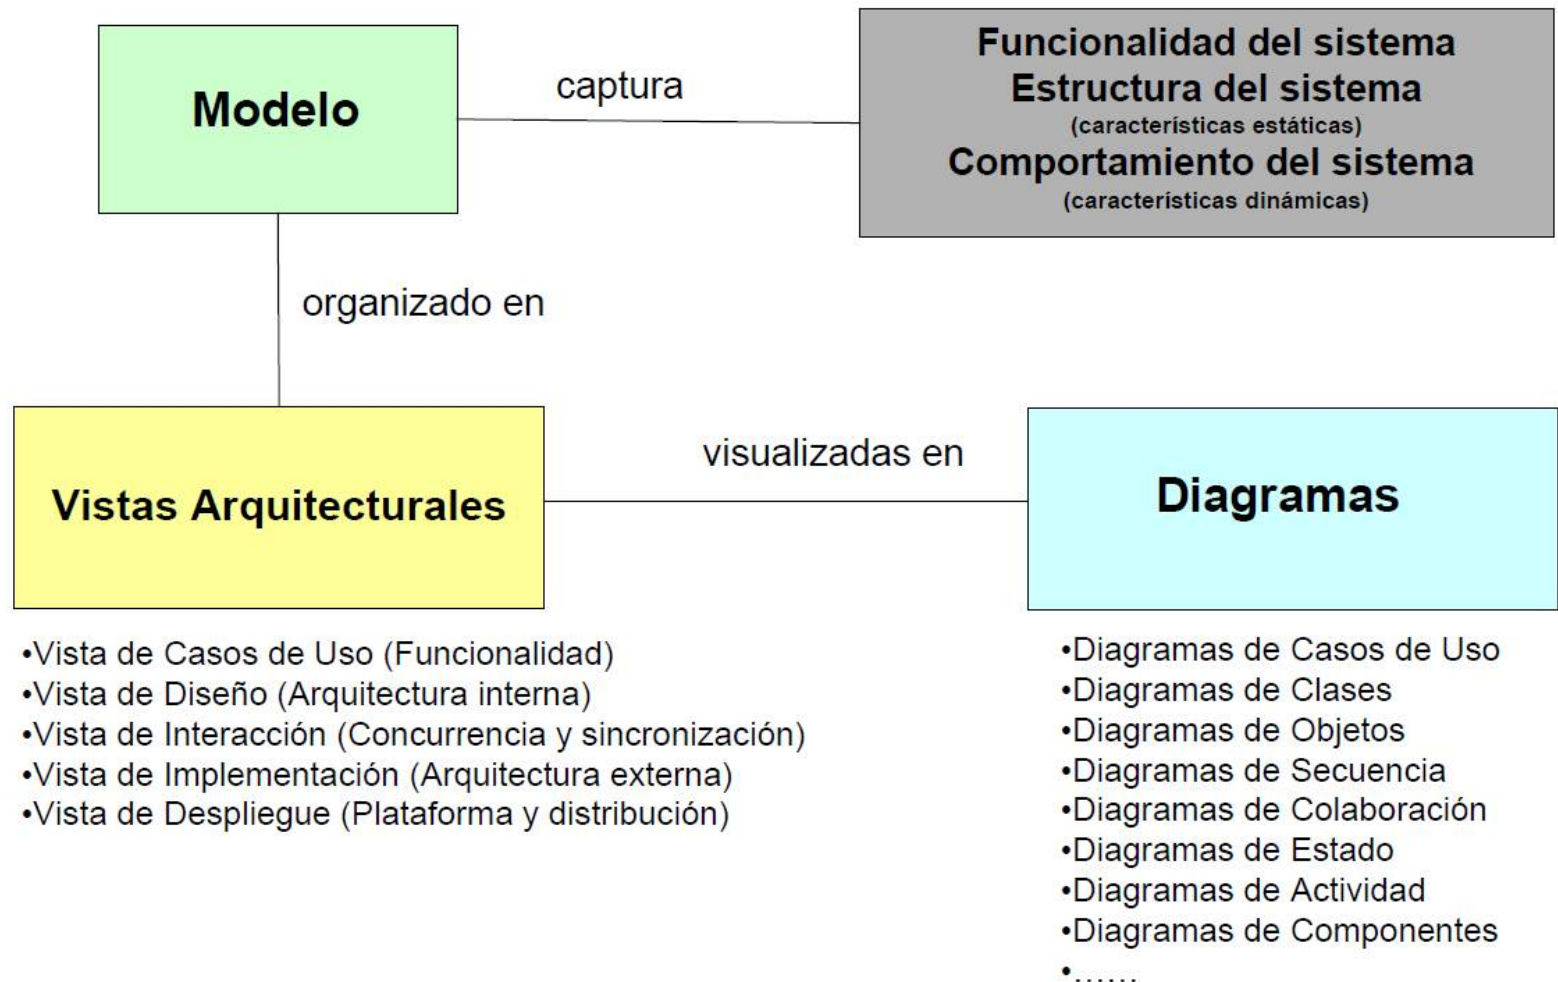 Modelo
captura
Funcionalidad del sistema
Estructura del sistema
(características estáticas)
Comportamiento del sistema
(características dinámicas)
organizado en
Vistas Arquitecturales
visualizadas en
Diagramas
•Vista de Casos de Uso (Funcionalidad)
•Vista de Diseño (Arquitectura interna)
•Vista de Interacción (Concurrencia y sincronización)
•Vista de Implementación (Arquitectura externa)
•Vista de Despliegue (Plataforma y distribución)
•Diagramas de Casos de Uso
•Diagramas de Clases
•Diagramas de Objetos
•Diagramas de Secuencia
•Diagramas de Colaboración
•Diagramas de Estado
•Diagramas de Actividad
•Diagramas de Componentes
•......